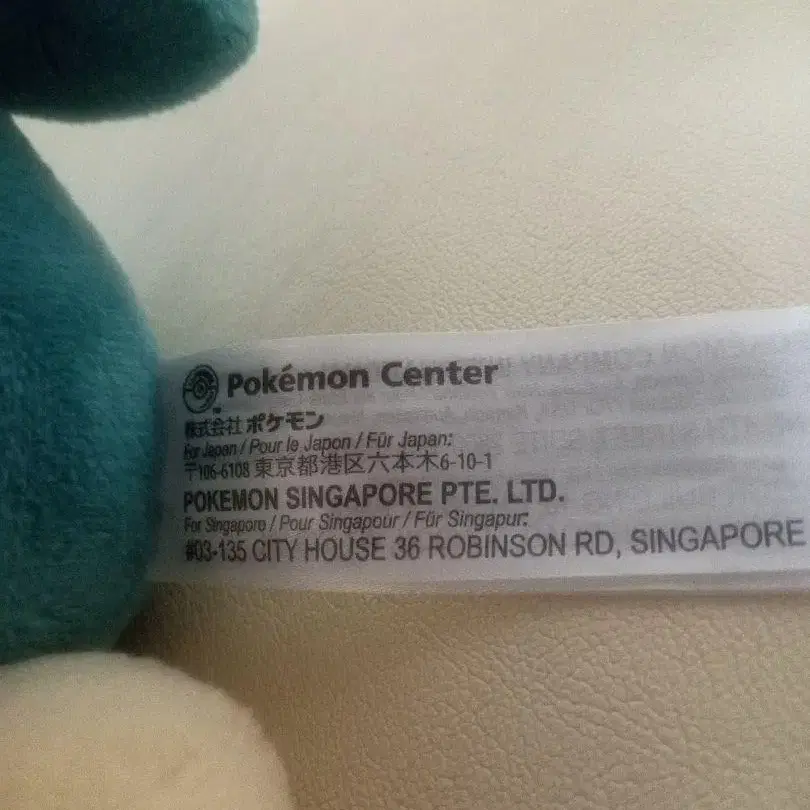 Pokémon Center
TM
株式会社 ポケモン
For Japan / Pour le Japon / Für Japan:
〒106-6108 東京都港区六本木6-10-1
POKEMON SINGAPORE PTE. LTD.
For Singapore / Pour Singapour / Für Singapur:
#03-135 CITY HOUSE 36 ROBINSON RD, SINGAPORE